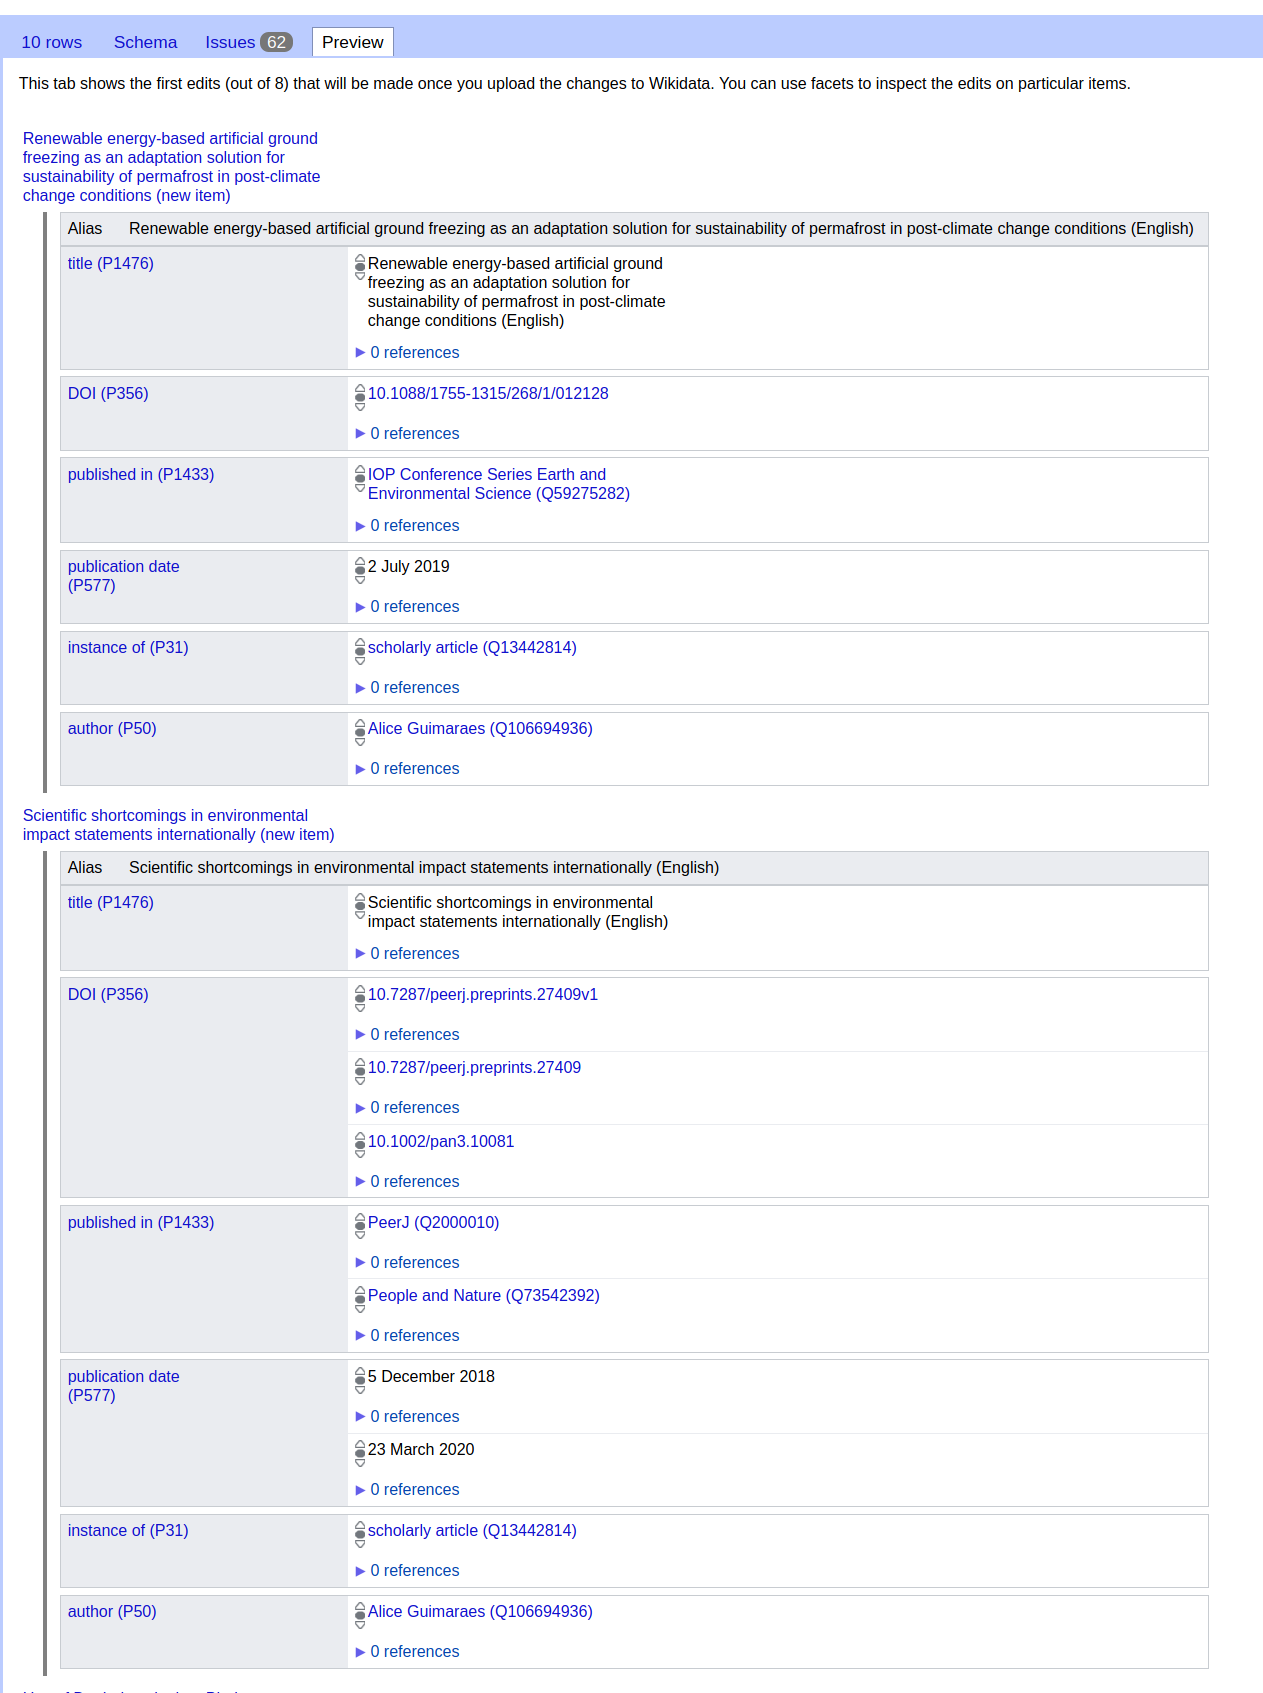 10 rows Schema Issues 62 Preview
This tab shows the first edits (out of 8) that will be made once you upload the changes to Wikidata. You can use facets to inspect the edits on particular items.
Renewable energy-based artificial ground
freezing as an adaptation solution for
sustainability of permafrost in post-climate
change conditions (new item)
Alias Renewable energy-based artificial ground freezing as an adaptation solution for sustainability of permafrost in post-climate change conditions (English)
title (P1476) Renewable energy-based artificial ground
freezing as an adaptation solution for
sustainability of permafrost in post-climate
change conditions (English)
0 references
DOI (P356) 10.1088/1755-1315/268/1/012128
0 references
published in (P1433) IOP Conference Series Earth and
Environmental Science (Q59275282)
0 references
publication date 2 July 2019
(P577)
0 references
instance of (P31) scholarly article (Q13442814)
0 references
author (P50) Alice Guimaraes (Q106694936)
0 references
Scientific shortcomings in environmental
impact statements internationally (new item)
Alias Scientific shortcomings in environmental impact statements internationally (English)
title (P1476) Scientific shortcomings in environmental
impact statements internationally (English)
0 references
DOI (P356) 10.7287/peerj.preprints.27409v1
0 references
10.7287/peerj.preprints.27409
0 references
10.1002/pan3.10081
0 references
published in (P1433) PeerJ (Q2000010)
0 references
People and Nature (Q73542392)
0 references
publication date 5 December 2018
(P577)
0 references
23 March 2020
0 references
instance of (P31) scholarly article (Q13442814)
0 references
author (P50) Alice Guimaraes (Q106694936)
0 references